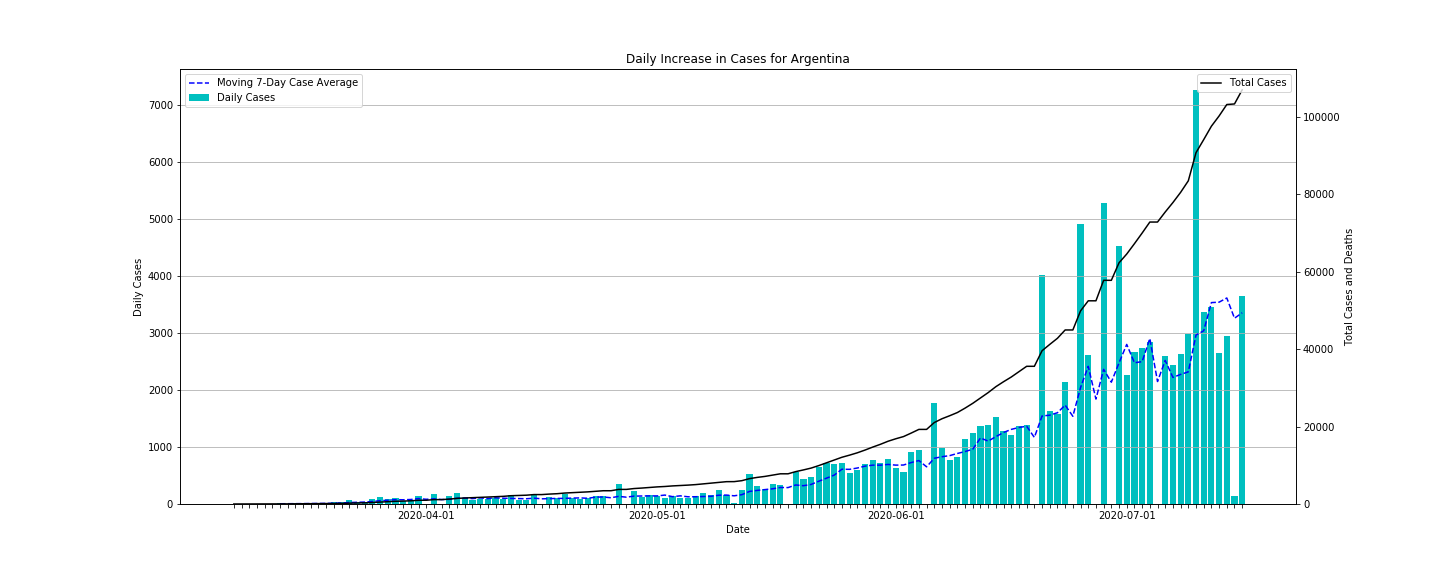 Daily Increase in Cases for Argentina
Moving 7-Day Case Average
Daily Cases
Total Cases
7000
6000
5000
4000
3000
2000
1000
0
Daily Cases
100000
80000
60000
40000
20000
0
Total Cases and Deaths
2020-04-01
2020-05-01
2020-06-01
2020-07-01
Date